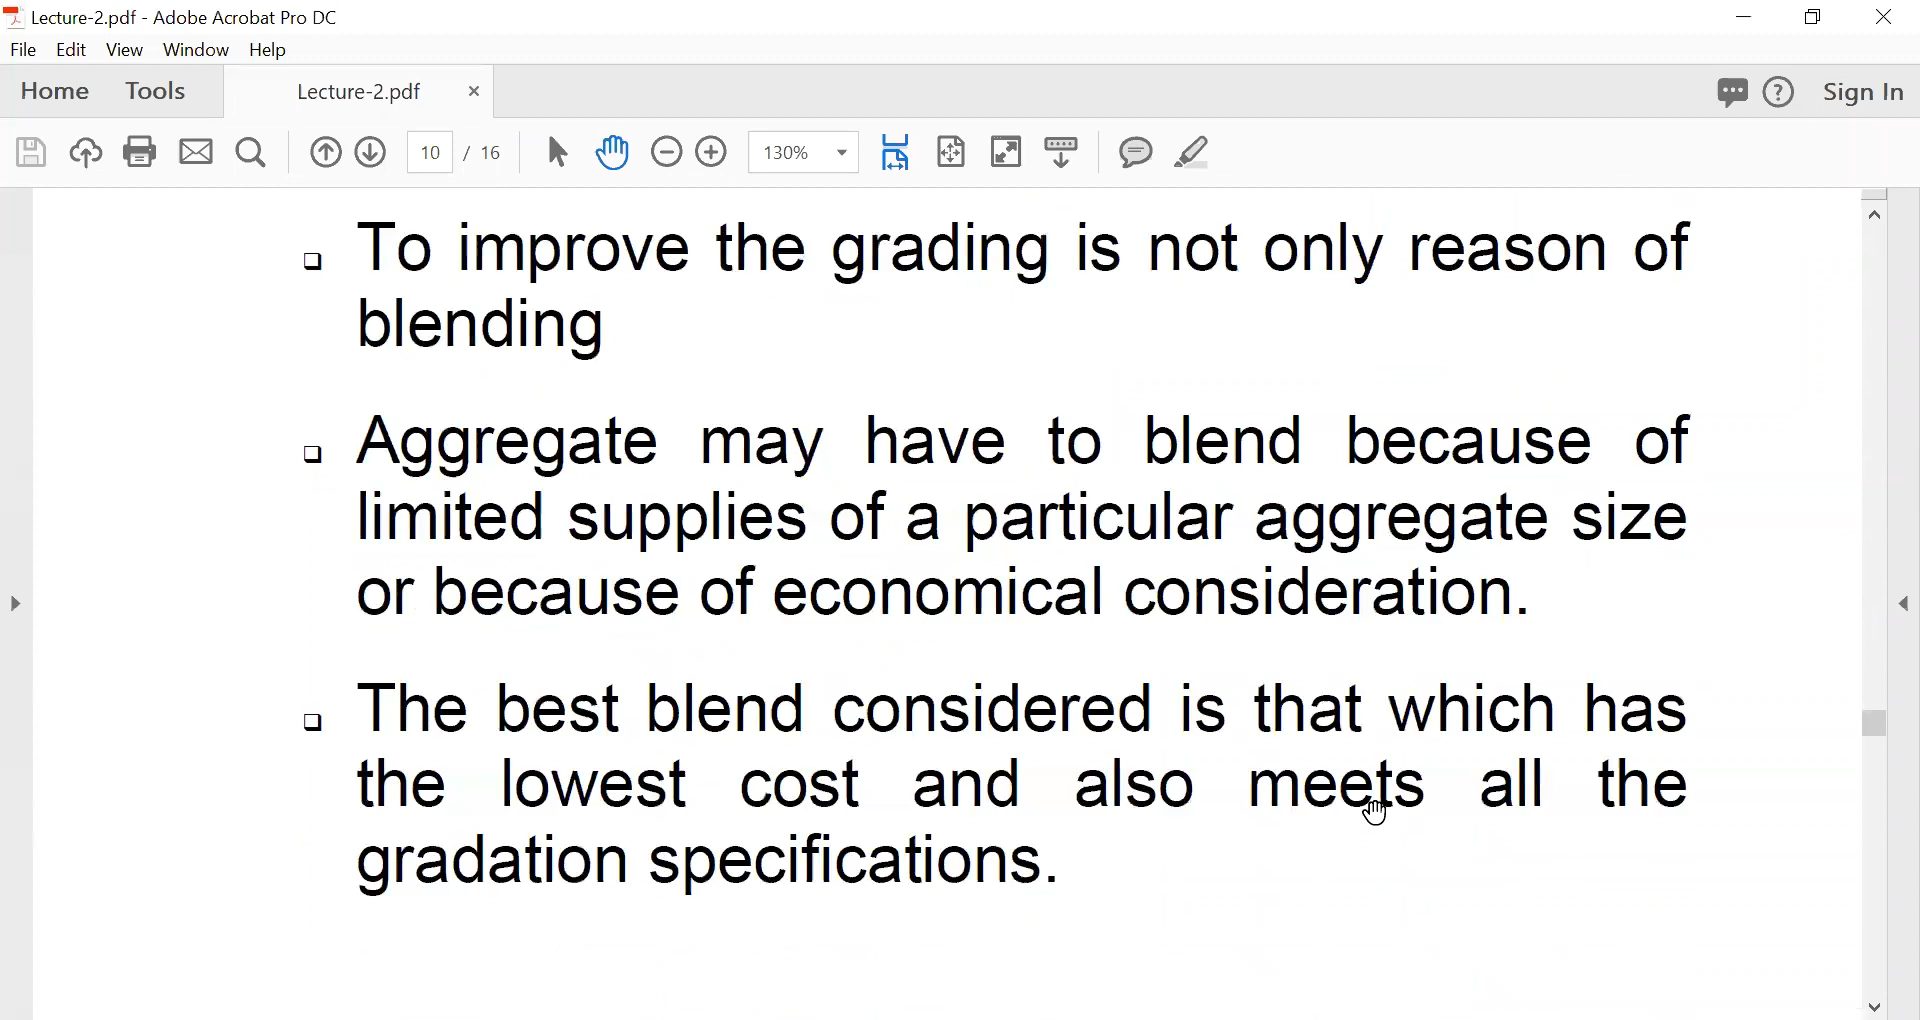 Lecture-2.pdf - Adobe Acrobat Pro DC
File Edit View Window Help
Home Tools Lecture-2.pdf × Sign In
10 / 16 130%
To improve the grading is not only reason of
blending
Aggregate may have to blend because of
limited supplies of a particular aggregate size
or because of economical consideration.
The best blend considered is that which has
the lowest cost and also meets all the
gradation specifications.